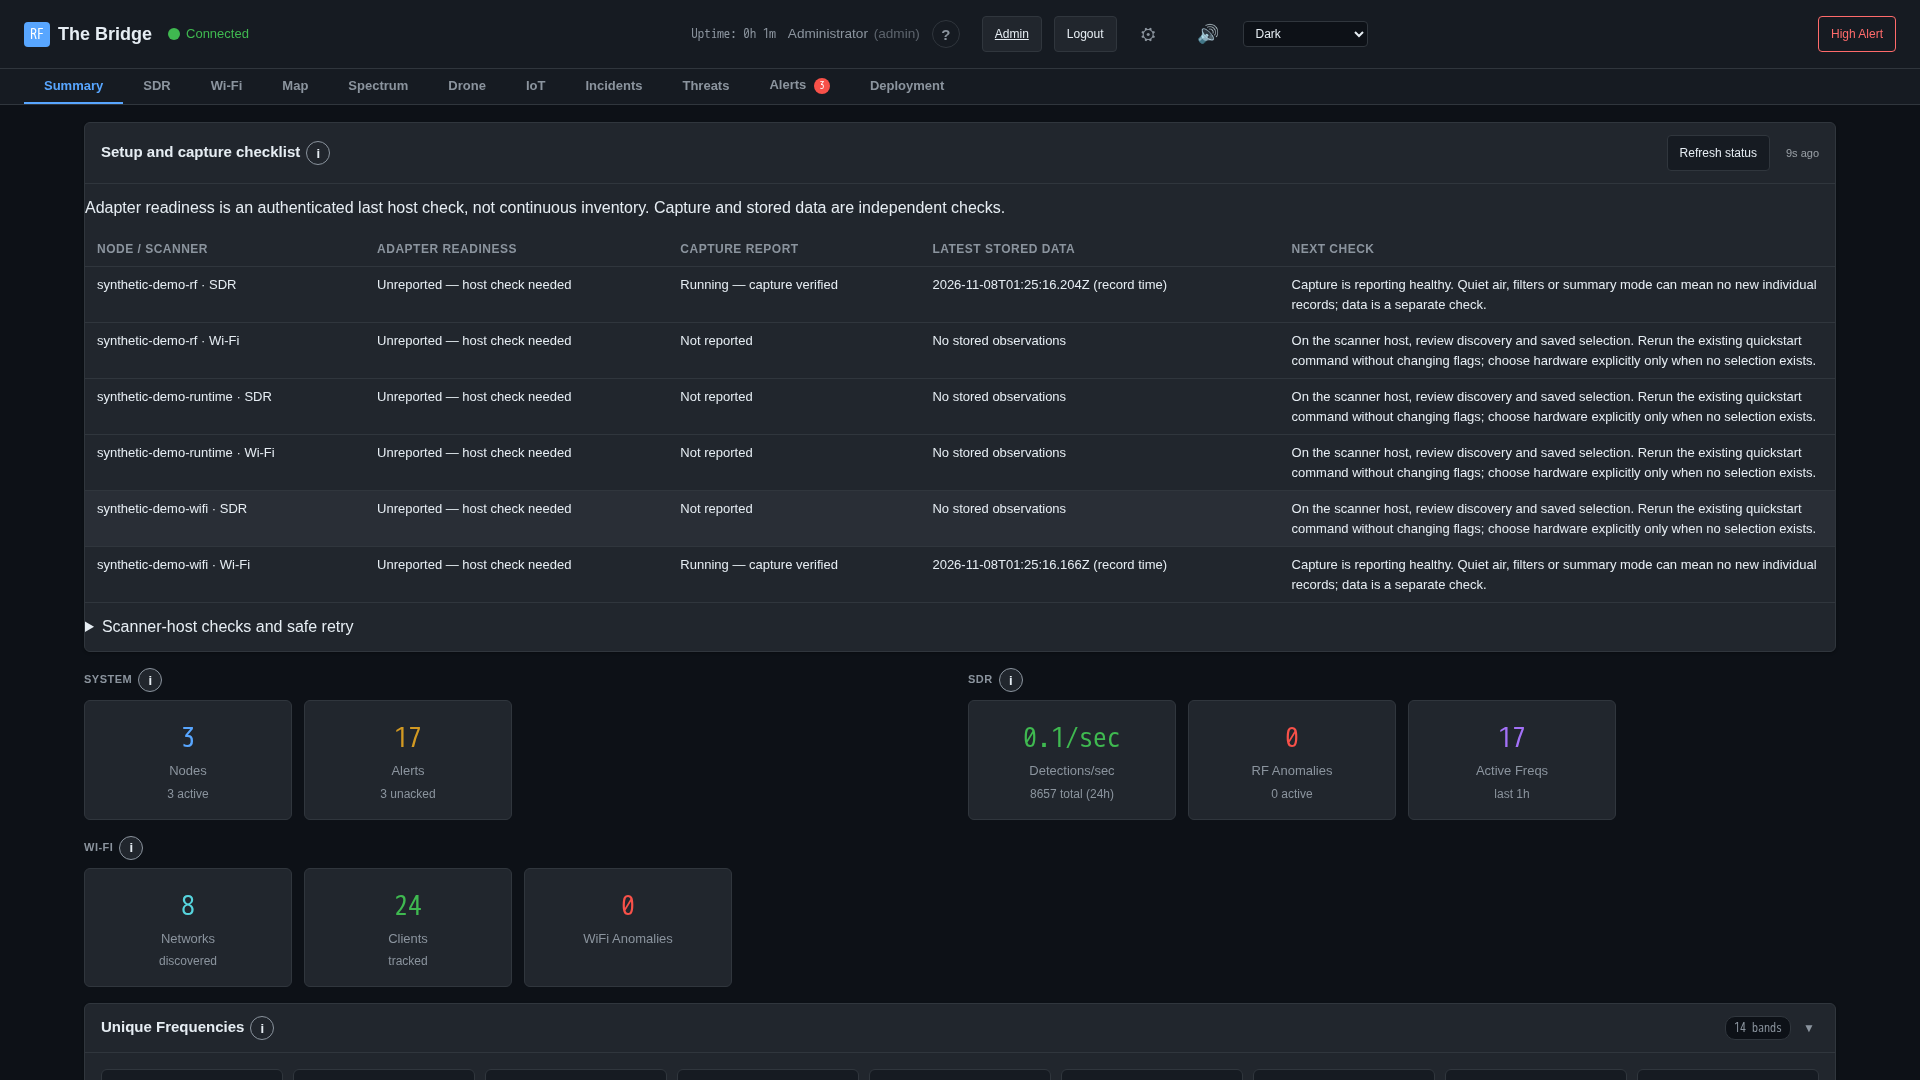 RF The Bridge Connected Uptime: 0h 1m Administrator (admin) ? Admin Logout Dark High Alert
Summary SDR Wi-Fi Map Spectrum Drone IoT Incidents Threats Alerts 3 Deployment
Setup and capture checklist i Refresh status 9s ago
Adapter readiness is an authenticated last host check, not continuous inventory. Capture and stored data are independent checks.
NODE / SCANNER ADAPTER READINESS CAPTURE REPORT LATEST STORED DATA NEXT CHECK
synthetic-demo-rf · SDR Unreported — host check needed Running — capture verified 2026-11-08T01:25:16.204Z (record time) Capture is reporting healthy. Quiet air, filters or summary mode can mean no new individual
records; data is a separate check.
synthetic-demo-rf · Wi-Fi Unreported — host check needed Not reported No stored observations On the scanner host, review discovery and saved selection. Rerun the existing quickstart
command without changing flags; choose hardware explicitly only when no selection exists.
synthetic-demo-runtime · SDR Unreported — host check needed Not reported No stored observations On the scanner host, review discovery and saved selection. Rerun the existing quickstart
command without changing flags; choose hardware explicitly only when no selection exists.
synthetic-demo-runtime · Wi-Fi Unreported — host check needed Not reported No stored observations On the scanner host, review discovery and saved selection. Rerun the existing quickstart
command without changing flags; choose hardware explicitly only when no selection exists.
synthetic-demo-wifi · SDR Unreported — host check needed Not reported No stored observations On the scanner host, review discovery and saved selection. Rerun the existing quickstart
command without changing flags; choose hardware explicitly only when no selection exists.
synthetic-demo-wifi · Wi-Fi Unreported — host check needed Running — capture verified 2026-11-08T01:25:16.166Z (record time) Capture is reporting healthy. Quiet air, filters or summary mode can mean no new individual
records; data is a separate check.
Scanner-host checks and safe retry
SYSTEM i SDR i
3 17 0.1/sec 0 17
Nodes Alerts Detections/sec RF Anomalies Active Freqs
3 active 3 unacked 8657 total (24h) 0 active last 1h
WI-FI i
8 24 0
Networks Clients WiFi Anomalies
discovered tracked
Unique Frequencies i 14 bands